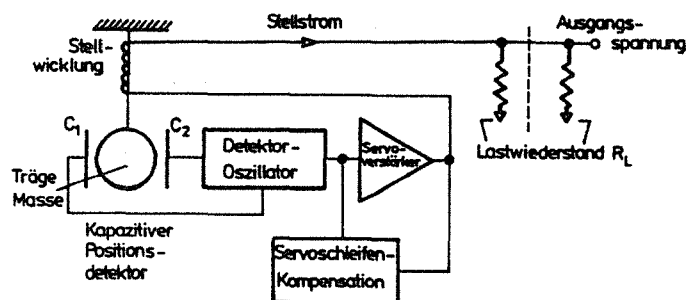 Stellstrom
Ausgangs-
spannung
Stell-
wicklung
C1
C2
Detektor-
Oszillator
Servo-
verstärker
Lastwiederstand RL
Träge
Masse
Kapazitiver
Positions-
detektor
Servoschleifen-
Kompensation